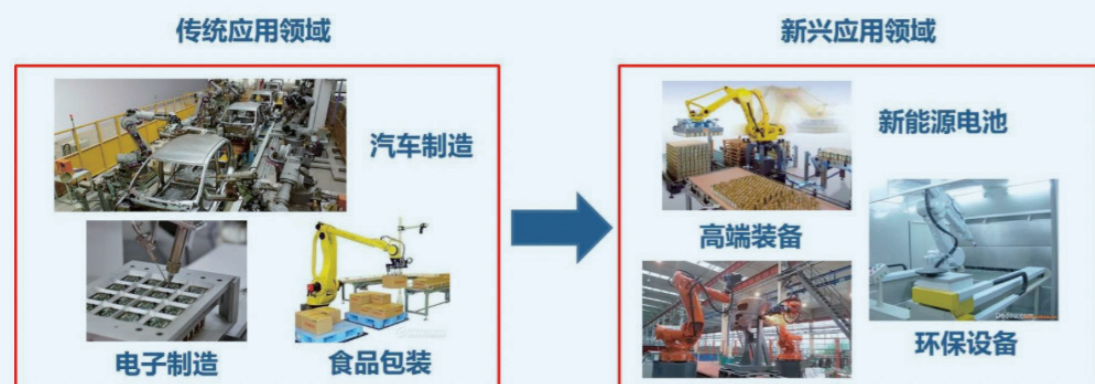 传统应用领域
新兴应用领域
汽车制造
电子制造
食品包装
新能源电池
高端装备
环保设备